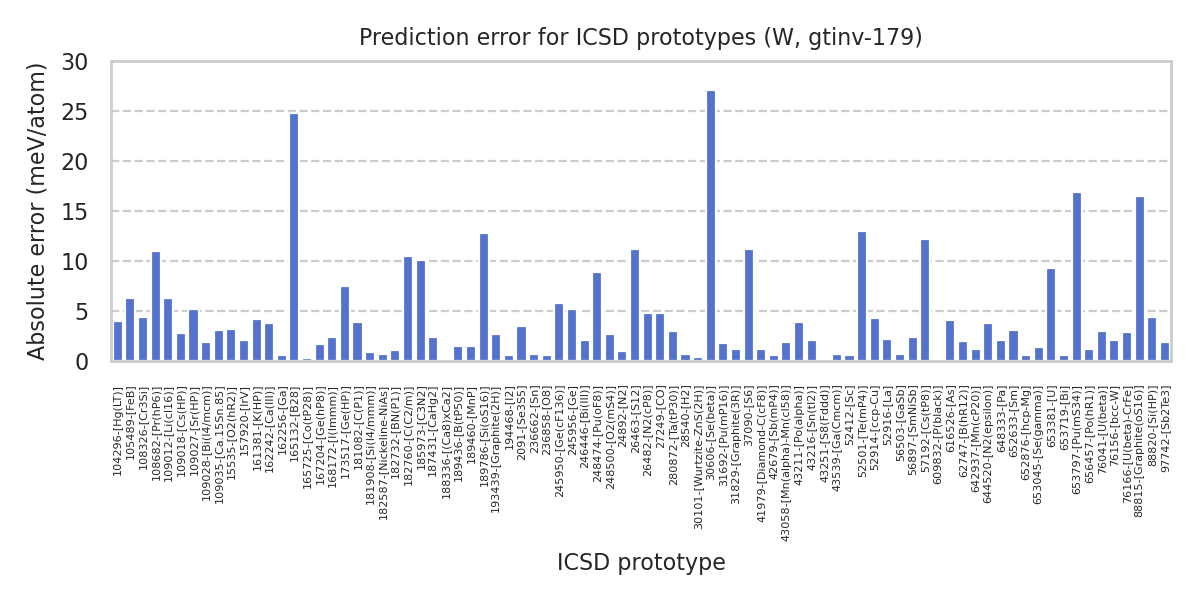 Prediction error for ICSD prototypes (W, gtinv-179)
Absolute error (meV/atom)
30
25
20
15
10
5
0
104296-[Hg(LT)]
105489-[FeB]
108326-[Cr3Si]
108682-[Pr(hP6)]
109012-[Li(cI16)]
109018-[Cs(HP)]
109027-[Sr(HP)]
109028-[Bi(I4/mcm)]
109035-[Ca.15Sn.85]
15535-[O2(hR2)]
157920-[IrV]
161381-[K(HP)]
162242-[Ca(III)]
162256-[Ga]
165132-[B28]
165725-[Co(tP28)]
167204-[Ge(hP8)]
168172-[I(Immm)]
173517-[Ge(HP)]
181082-[C(P1)]
181908-[Si(I4/mmm)]
182587-[Nickeline-NiAs]
182732-[BN(P1)]
182760-[C(C2/m)]
185973-[C3N2]
187431-[CaHg2]
188336-[(Ca8)xCa2]
189436-[B(tP50)]
189460-[MnP]
189786-[Si(oS16)]
193439-[Graphite(2H)]
194468-[I2]
2091-[Se3S5]
236662-[Sn]
236858-[O8]
245950-[Ge(cF136)]
245956-[Ge]
246446-[Bi(III)]
248474-[Pu(oF8)]
248500-[O2(mS4)]
24892-[N2]
26463-[S12]
26482-[N2(cP8)]
27249-[CO]
280872-[Ta(tP30)]
28540-[H2]
30101-[Wurtzite-ZnS(2H)]
30606-[Se(beta)]
31692-[Pu(mP16)]
31829-[Graphite(3R)]
37090-[S6]
41979-[Diamond-C(cF8)]
42679-[Sb(mP4)]
43058-[Mn(alpha)-Mn(cI58)]
43211-[Po(alpha)]
43216-[Sn(tI2)]
43251-[S8(Fddd)]
43539-[Ga(Cmcm)]
52412-[Sc]
52501-[Te(mP4)]
52914-[ccp-Cu]
52916-[La]
56503-[GaSb]
56897-[SmNiSb]
57192-[Cs(tP8)]
609832-[P(black)]
616526-[As]
62747-[B(hR12)]
642937-[Mn(cP20)]
644520-[N2(epsilon)]
648333-[Pa]
652633-[Sm]
652876-[hcp-Mg]
653045-[Se(gamma)]
653381-[U]
653719-[I]
653797-[Pu(mS34)]
656457-[Po(hR1)]
76041-[U(beta)]
76156-[bcc-W]
76166-[U(beta)-CrFe]
88815-[Graphite(oS16)]
88820-[Si(HP)]
97742-[Sb2Te3]
ICSD prototype